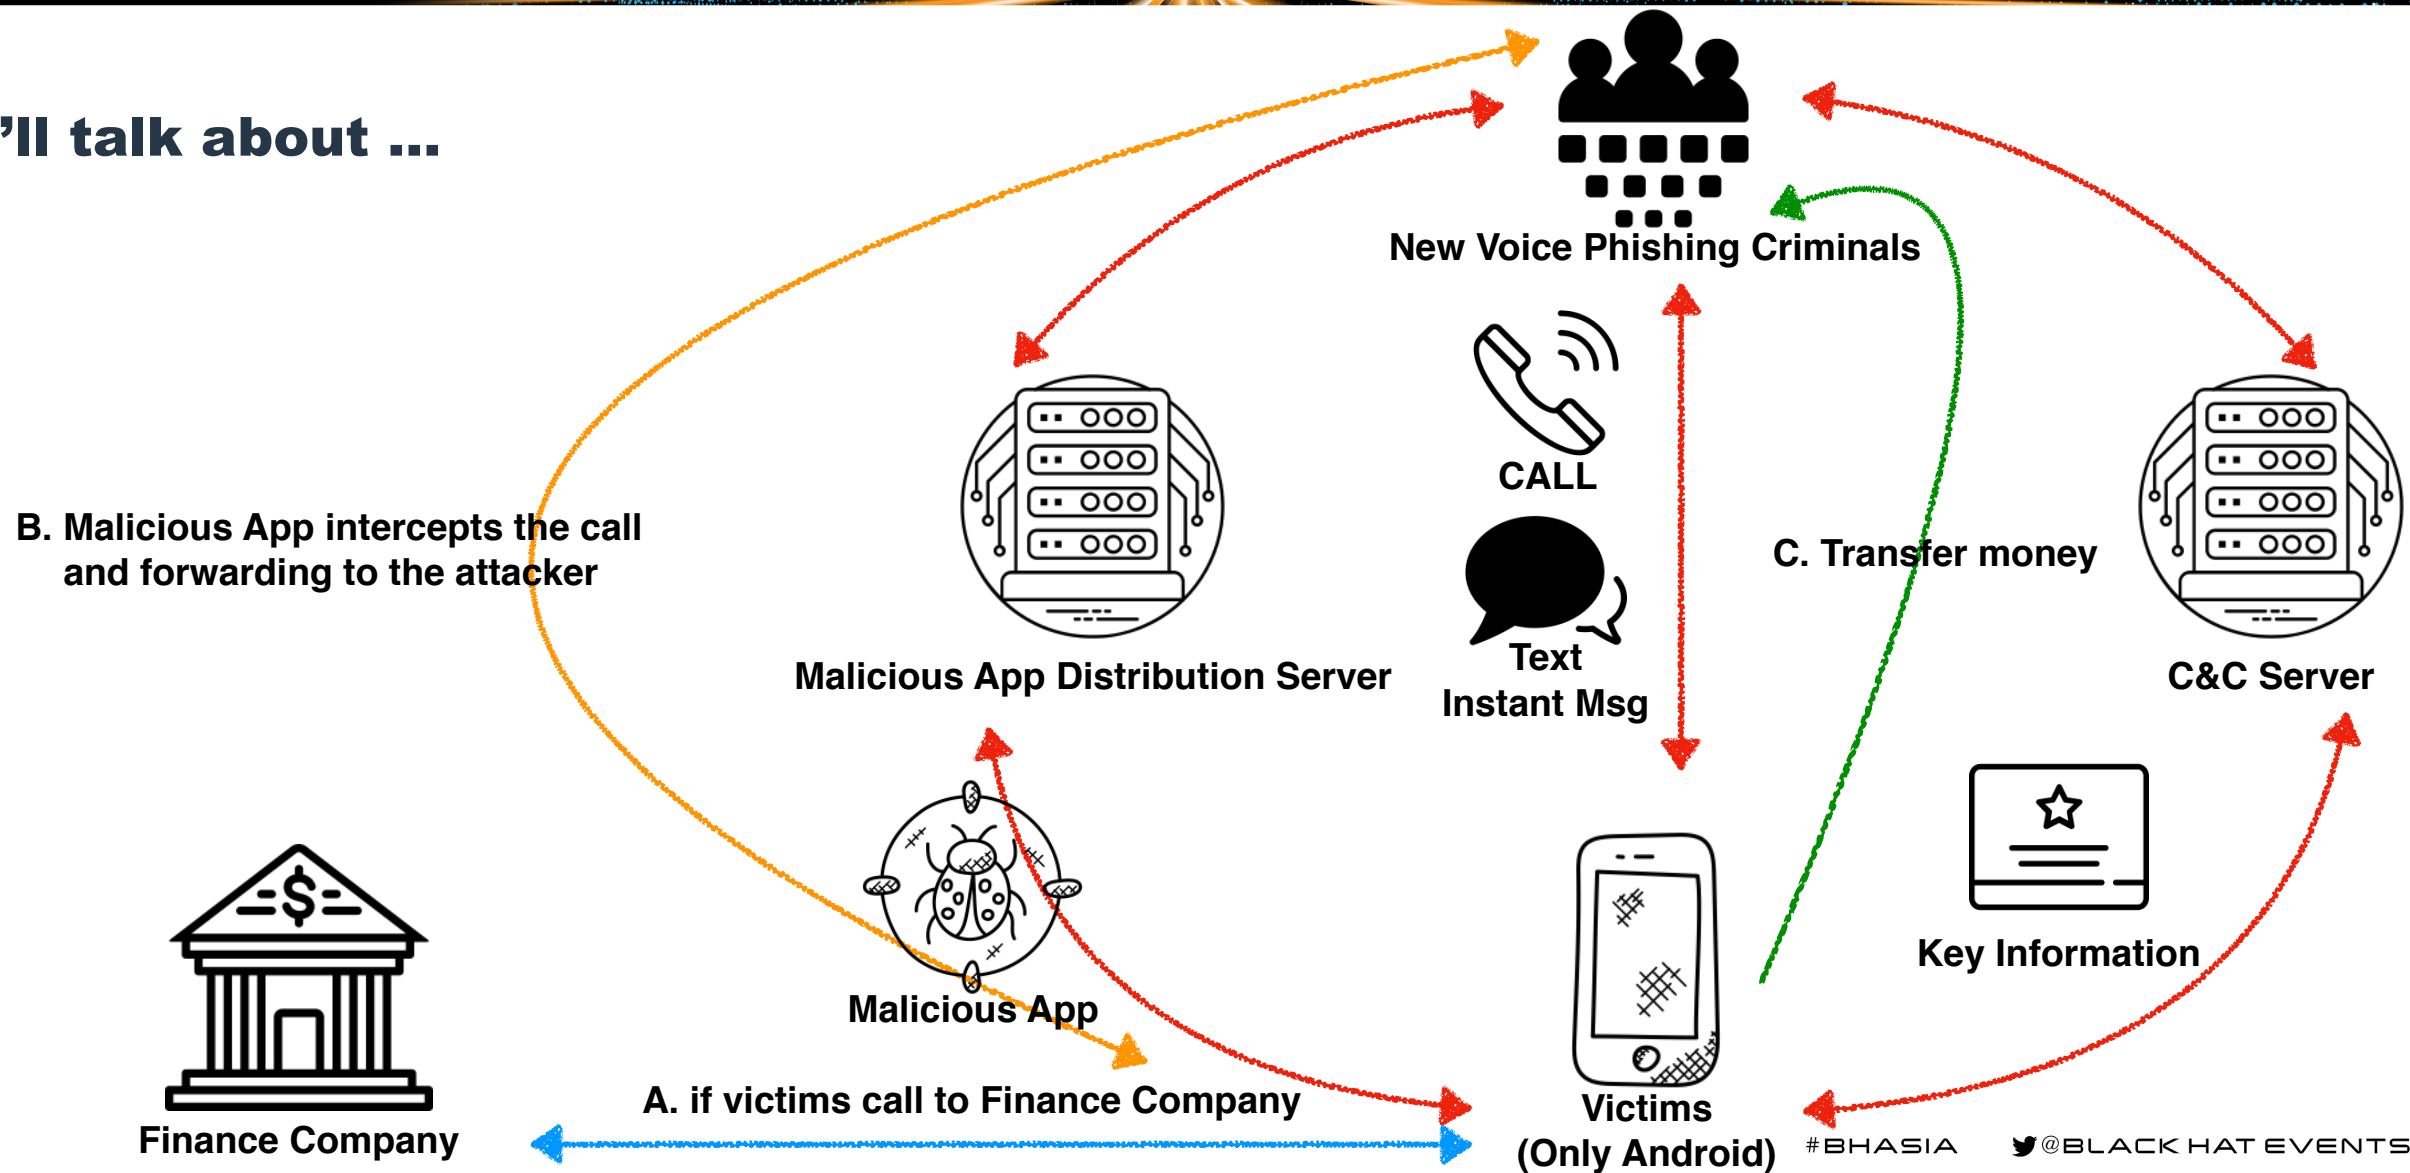 ’ll talk about ...
New Voice Phishing Criminals
CALL
B. Malicious App intercepts the call
and forwarding to the attacker
C. Transfer money
Text
Instant Msg
Malicious App Distribution Server
C&C Server
$
Key Information
Malicious App
A. if victims call to Finance Company
Finance Company
Victims
(Only Android)
#BHASIA
@BLACK HAT EVENTS